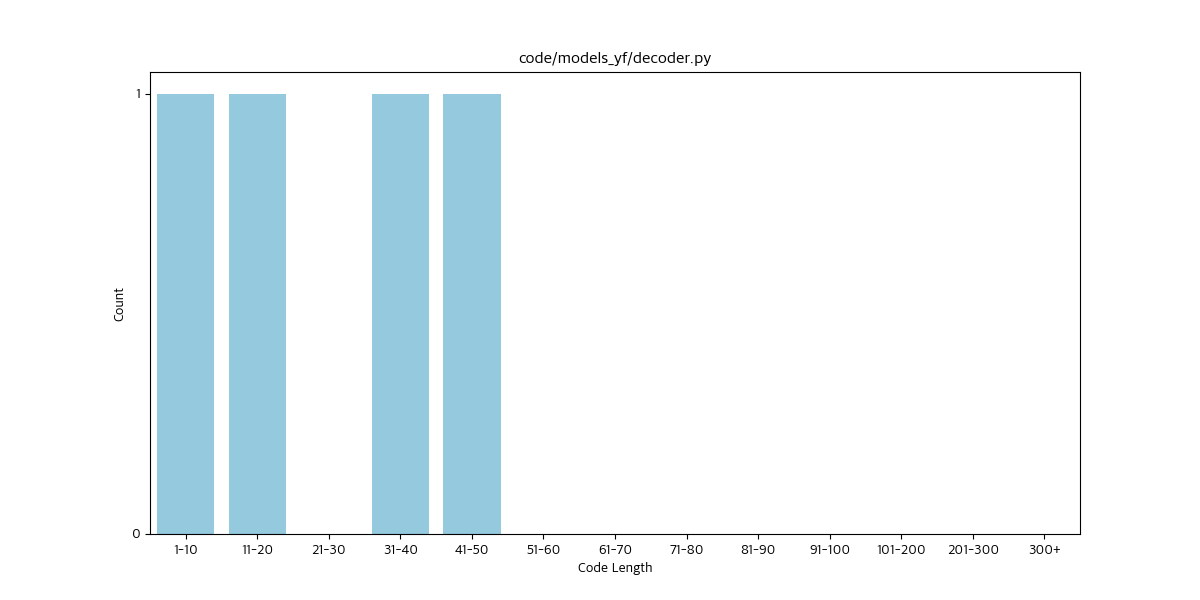 code/models_yf/decoder.py
1
Count
0
1-10 11-20 21-30 31-40 41-50 51-60 61-70 71-80 81-90 91-100 101-200 201-300 300+
Code Length